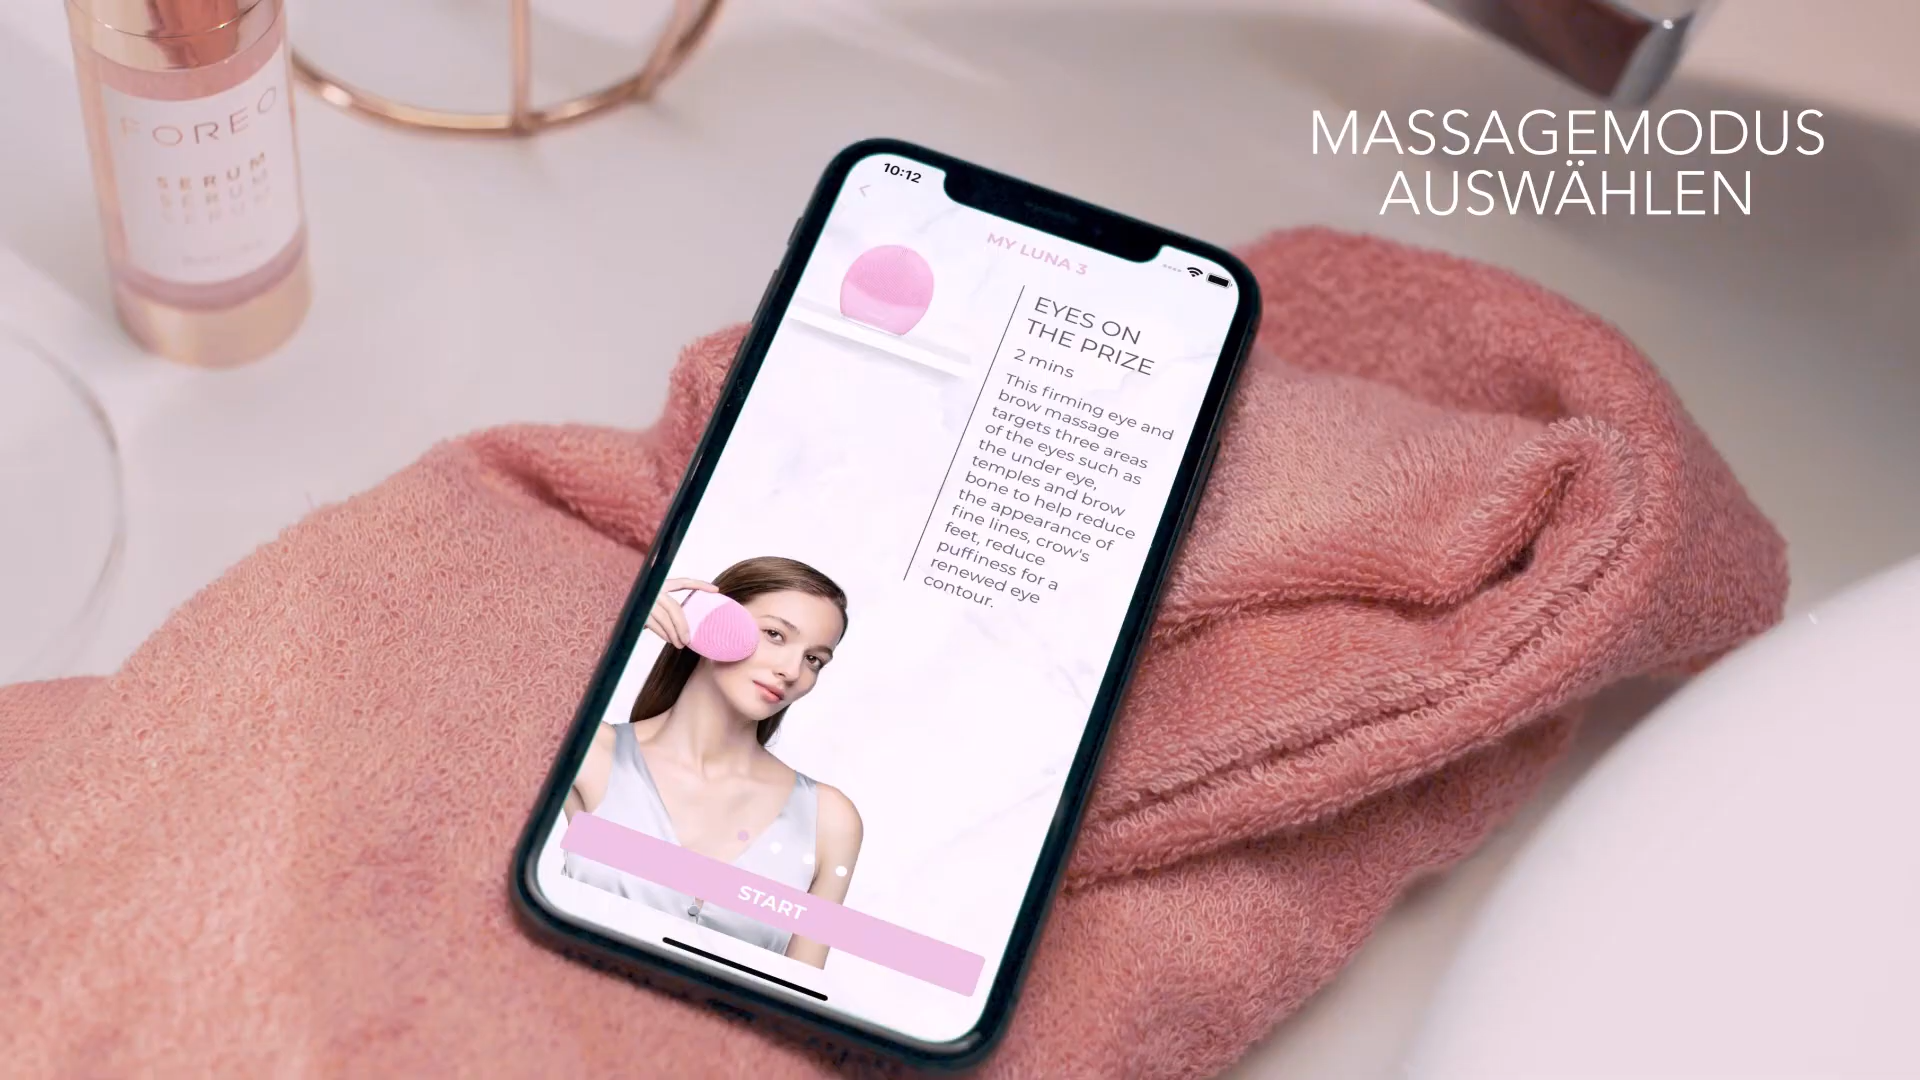 FOREO
SERUM
SERUM
SERUM
MASSAGEMODUS
AUSWÄHLEN
10:12
MY LUNA 3
EYES ON
THE PRIZE
2 mins
This firming eye and
brow massage
targets three areas
of the eyes such as
the under eye,
temples and brow
bone to help reduce
the appearance of
fine lines, crow's
feet, reduce
puffiness for a
renewed eye
contour.
START